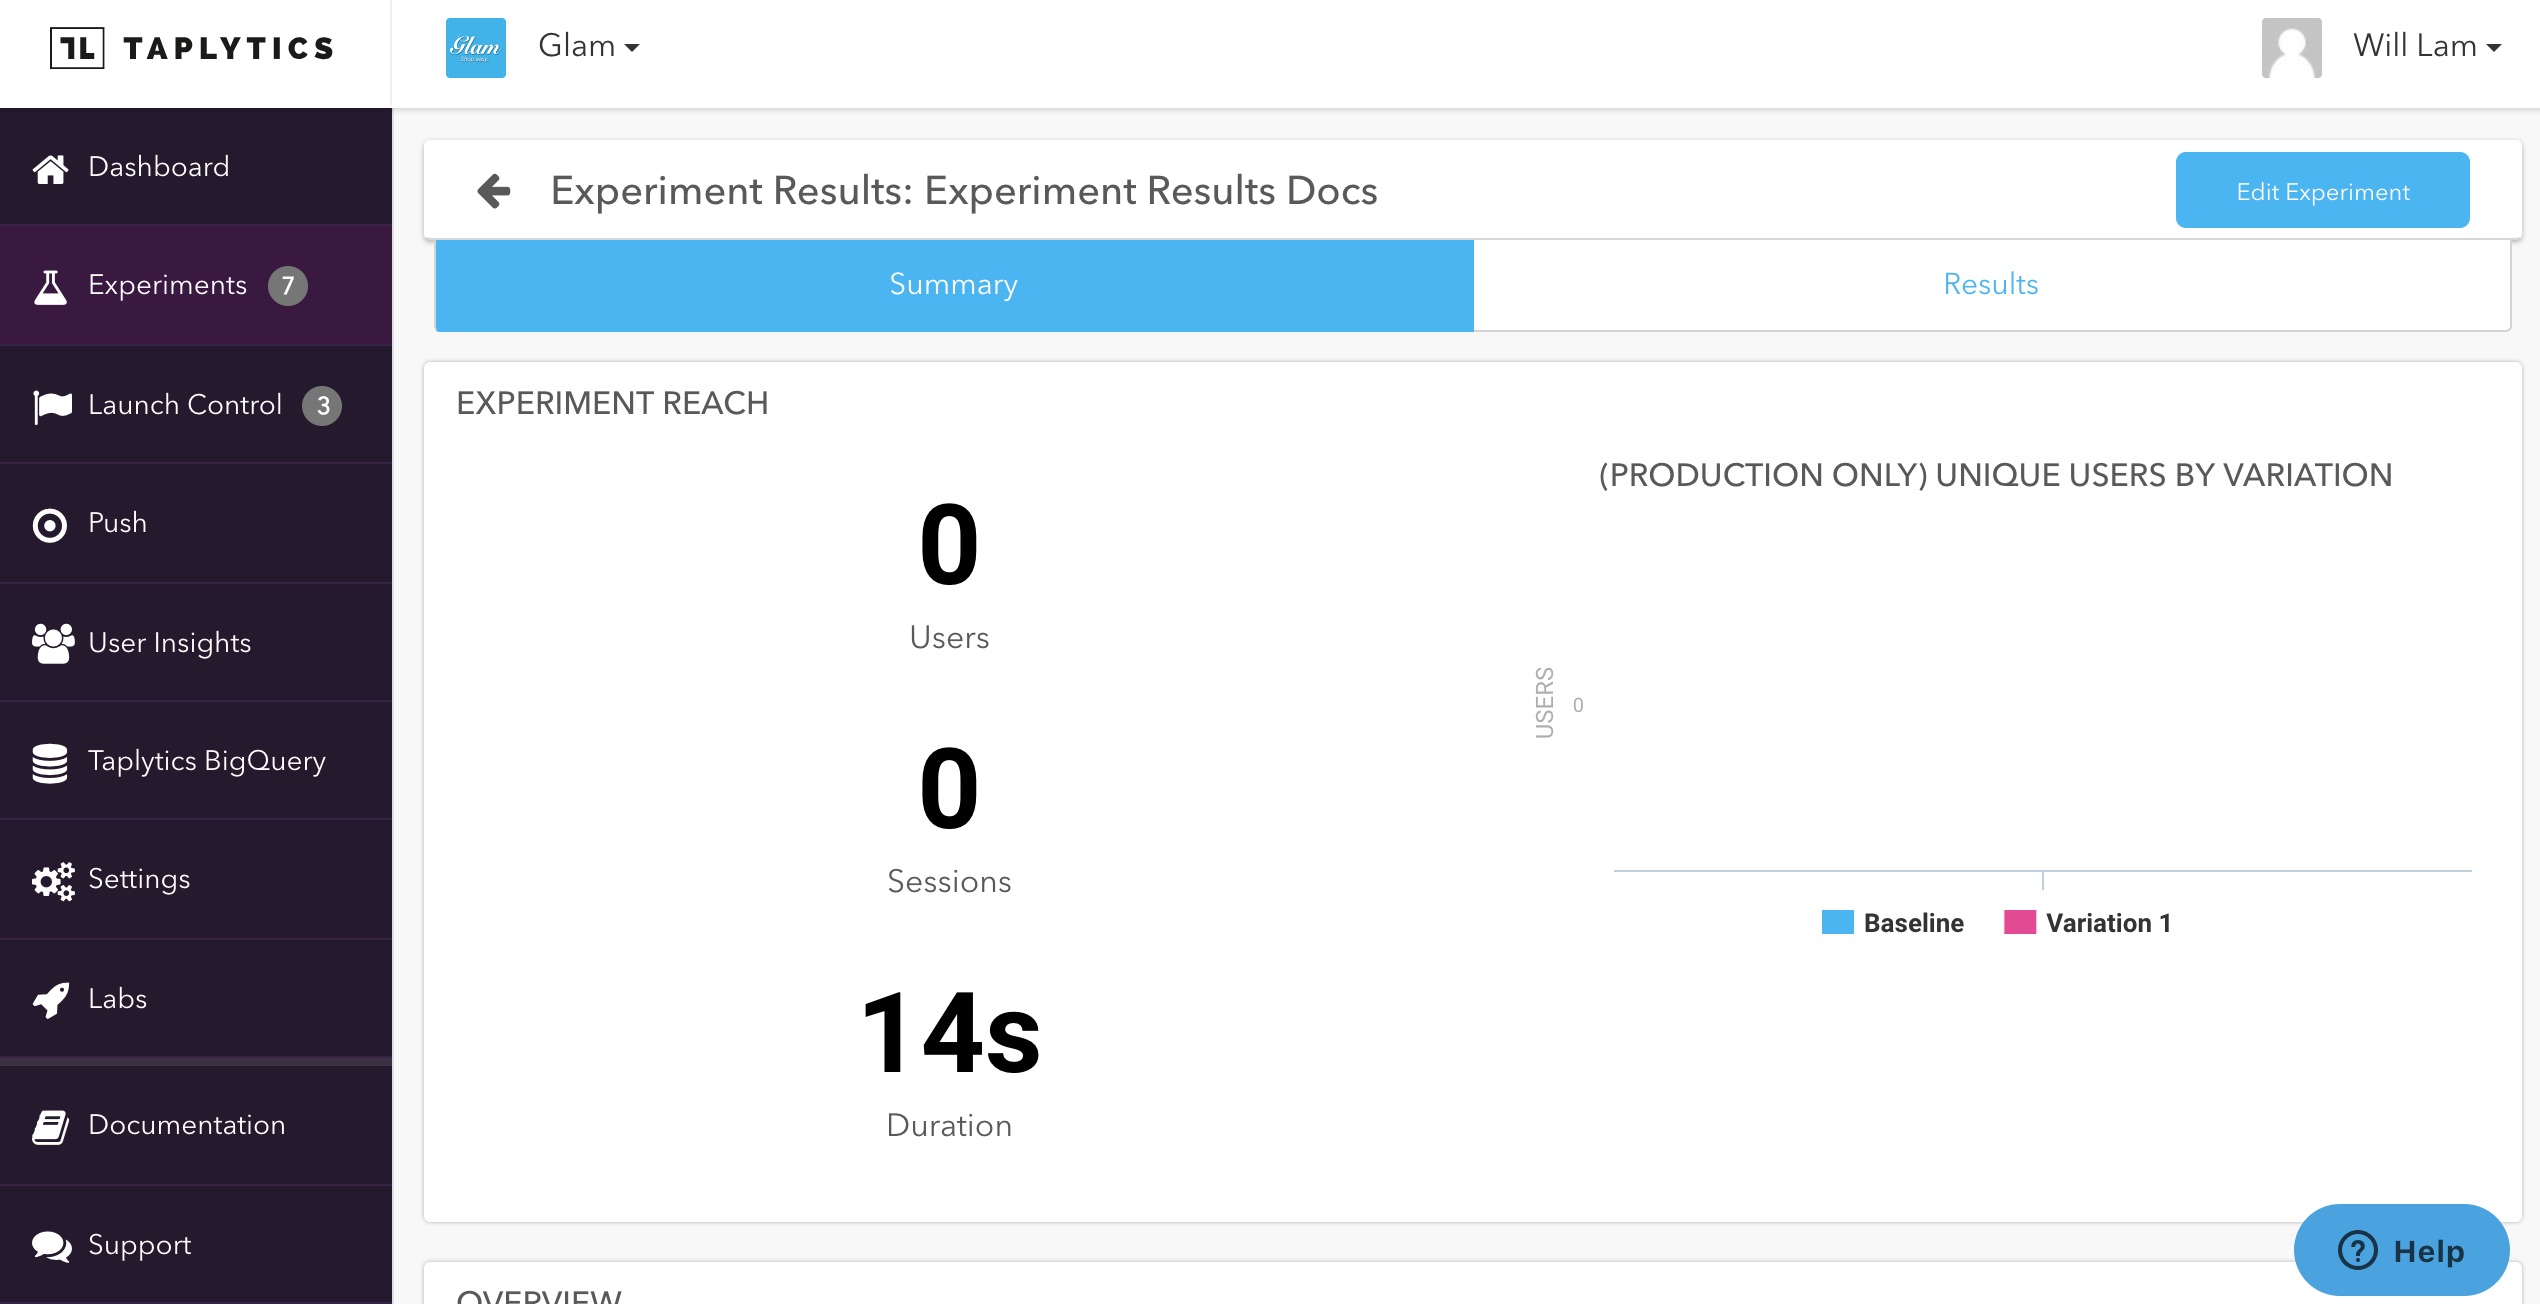 TAPLYTICS
Glam
Shop easy.
Glam
Will Lam
Dashboard
Experiments 7
Launch Control 3
Push
User Insights
Taplytics BigQuery
Settings
Labs
Documentation
Support
Experiment Results: Experiment Results Docs
Edit Experiment
Summary
Results
EXPERIMENT REACH
0
Users
0
Sessions
14s
Duration
(PRODUCTION ONLY) UNIQUE USERS BY VARIATION
USERS
0
Baseline
Variation 1
OVERVIEW
Help